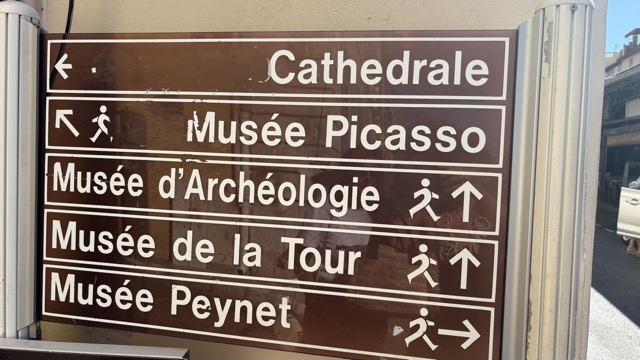 Cathedrale
Musée Picasso
Musée d'Archéologie
Musée de la Tour
Musée Peynet